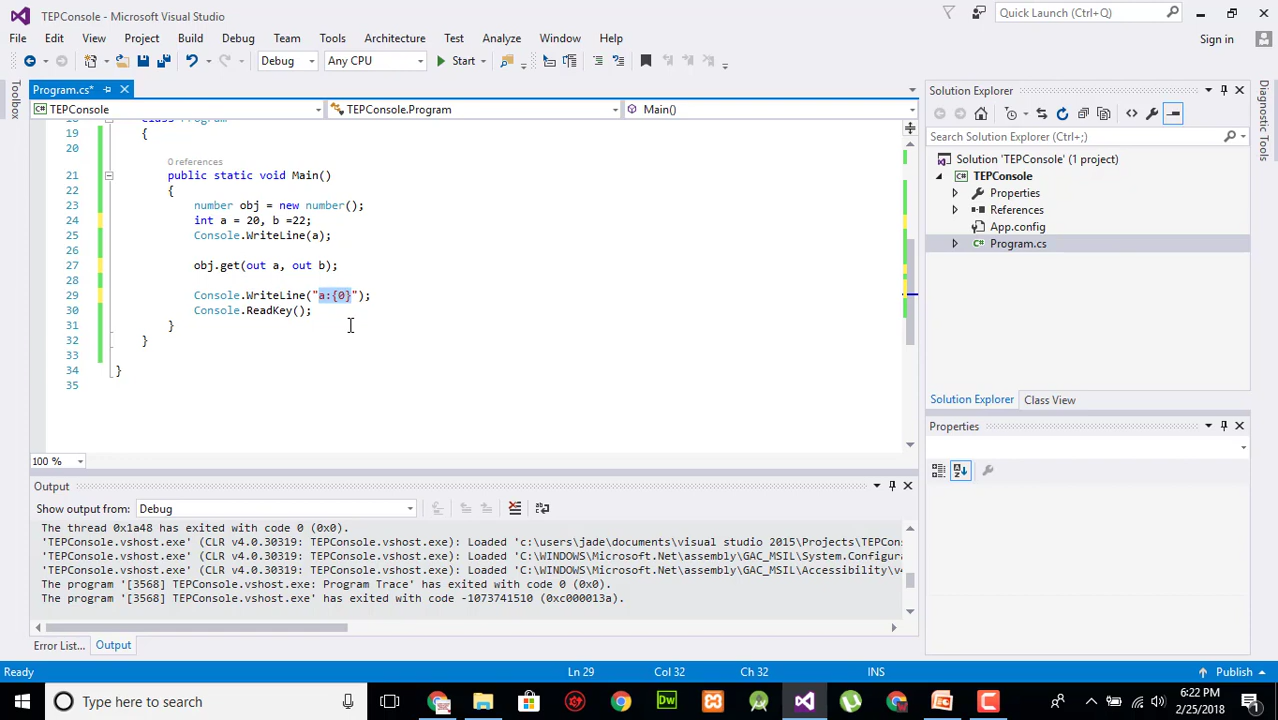 TEPConsole - Microsoft Visual Studio
Quick Launch (Ctrl+Q)
File Edit View Project Build Debug Team Tools Architecture Test Analyze Window Help
Sign in
Debug Any CPU Start
Toolbox
Program.cs*
TEPConsole TEPConsole.Program Main()
18 class Program
19 {
20
0 references
21 public static void Main()
22 {
23 number obj = new number();
24 int a = 20, b =22;
25 Console.WriteLine(a);
26
27 obj.get(out a, out b);
28
29 Console.WriteLine("a:{0}");
30 Console.ReadKey();
31 }
32 }
33
34 }
35
100 %
Output
Show output from: Debug
The thread 0x1a48 has exited with code 0 (0x0).
'TEPConsole.vshost.exe' (CLR v4.0.30319: TEPConsole.vshost.exe): Loaded 'c:\users\jade\documents\visual studio 2015\Projects\TEPCons
'TEPConsole.vshost.exe' (CLR v4.0.30319: TEPConsole.vshost.exe): Loaded 'C:\WINDOWS\Microsoft.Net\assembly\GAC_MSIL\System.Configura
'TEPConsole.vshost.exe' (CLR v4.0.30319: TEPConsole.vshost.exe): Loaded 'C:\WINDOWS\Microsoft.Net\assembly\GAC_MSIL\Accessibility\v4
The program '[3568] TEPConsole.vshost.exe: Program Trace' has exited with code 0 (0x0).
The program '[3568] TEPConsole.vshost.exe' has exited with code -1073741510 (0xc000013a).
Error List... Output
Solution Explorer
Search Solution Explorer (Ctrl+;)
Solution 'TEPConsole' (1 project)
TEPConsole
Properties
References
App.config
Program.cs
Solution Explorer Class View
Properties
Diagnostic Tools
Ready Ln 29 Col 32 Ch 32 INS Publish
Type here to search
Dw
6:22 PM
2/25/2018
1